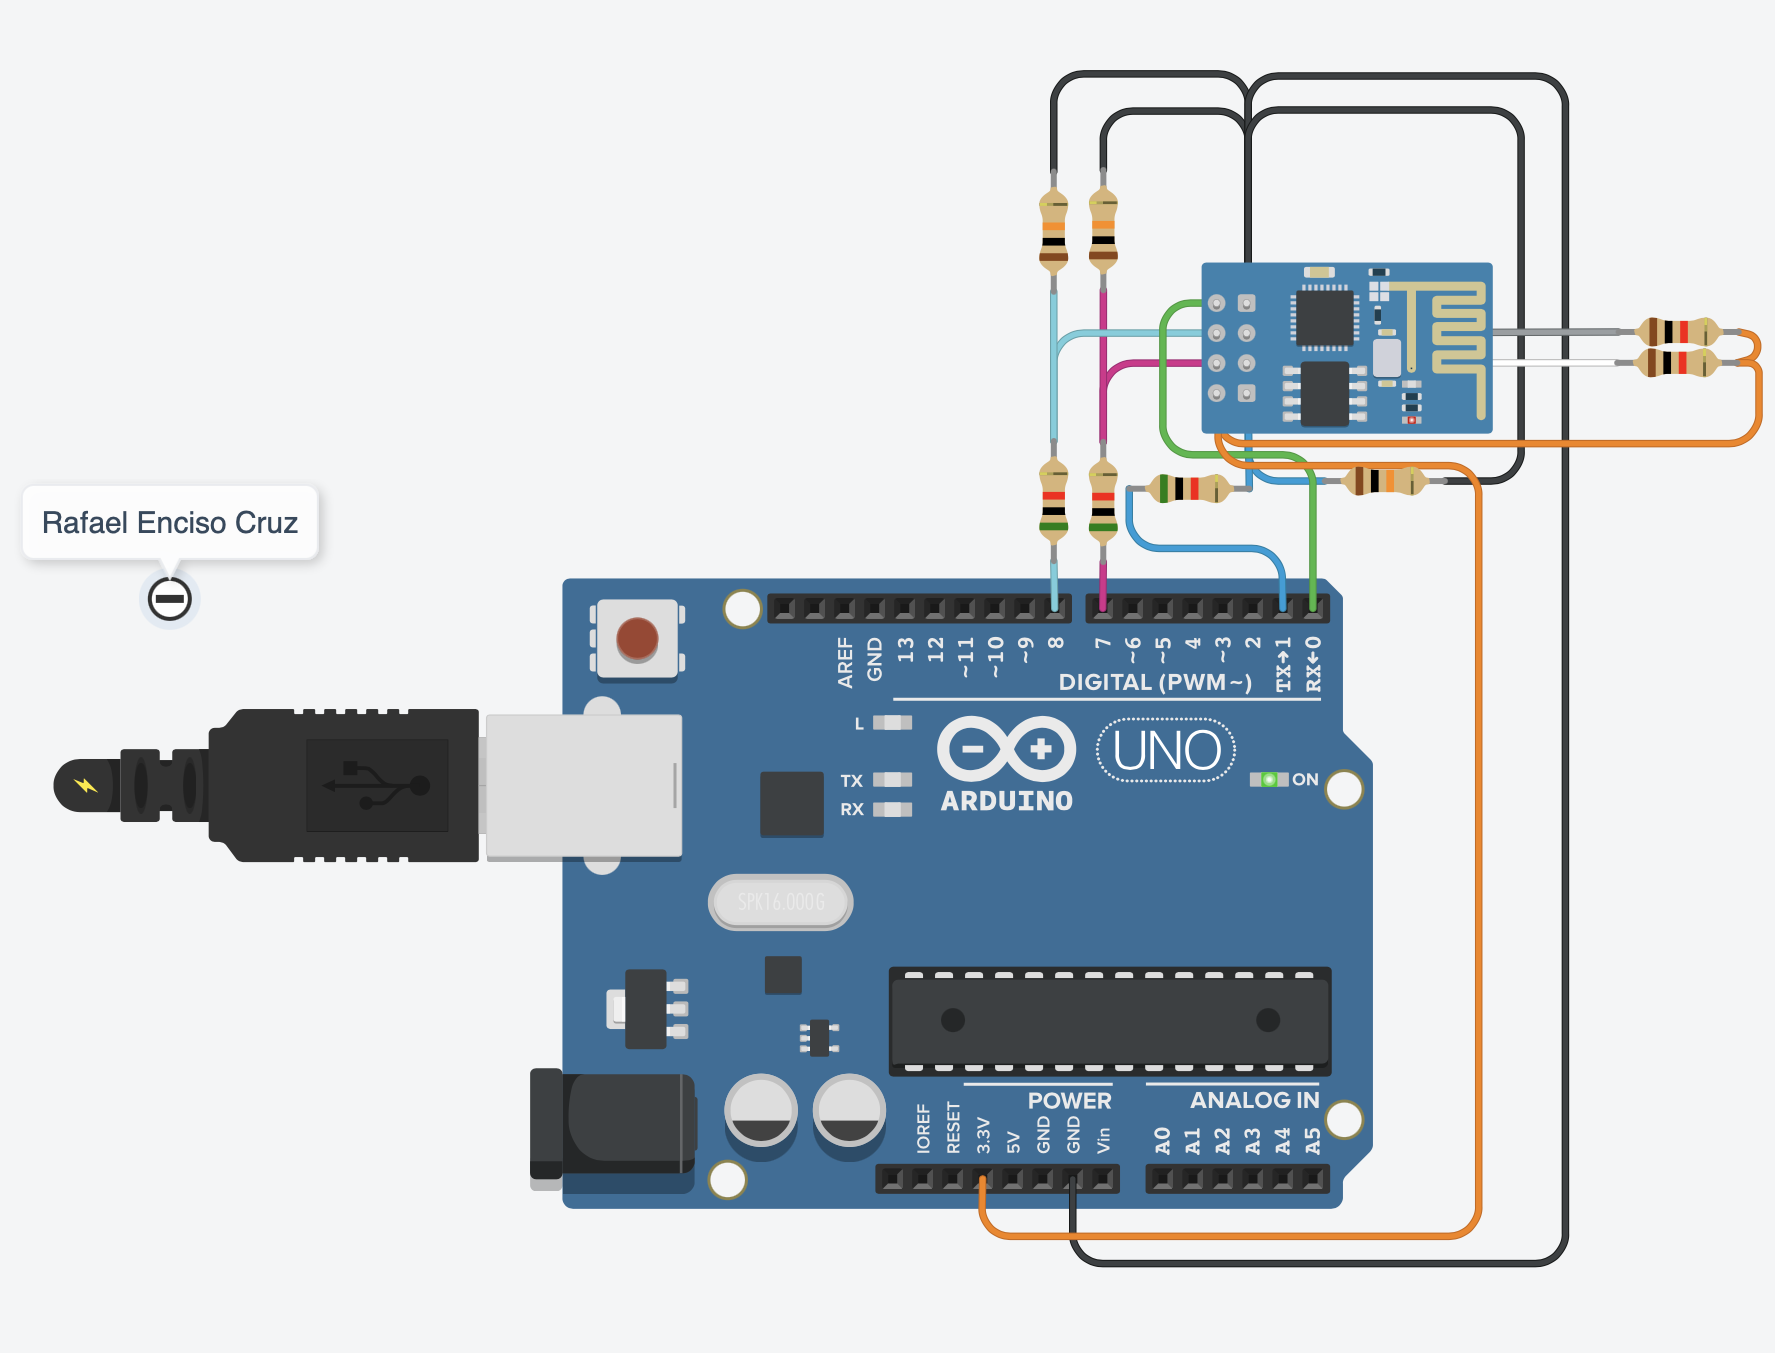 Rafael Enciso Cruz
AREF
GND
13
12
~11
~10
~9
8
7
~6
~5
4
~3
2
TX→1
RX←0
DIGITAL (PWM~)
L
TX
RX
ARDUINO
UNO
ON
SPK16.000G
POWER
ANALOG IN
IOREF
RESET
3.3V
5V
GND
GND
Vin
A0
A1
A2
A3
A4
A5